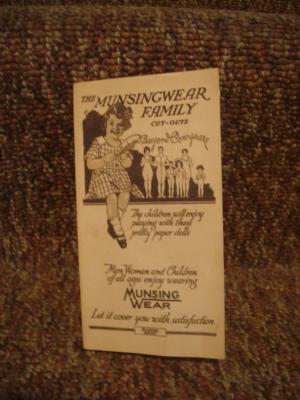 THE MUNSINGWEAR
FAMILY
CUT-OUTS
The children will enjoy
playing with these
pretty paper dolls
Men Women and Children
of all ages enjoy wearing
MUNSING
WEAR
Let it cover you with satisfaction